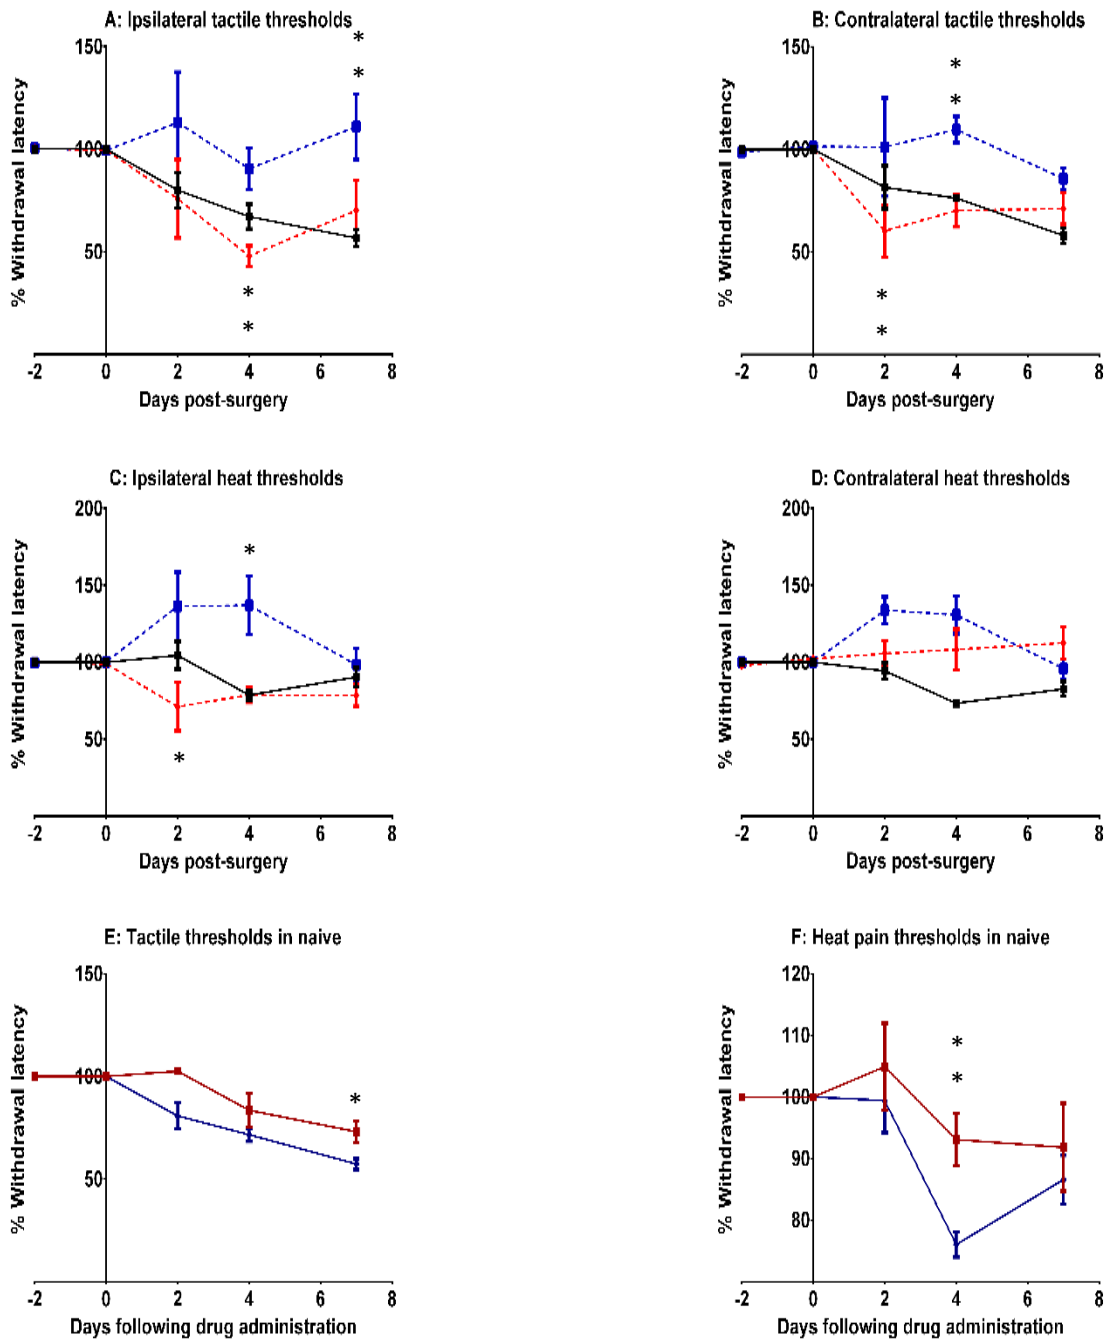 A: Ipsilateral tactile thresholds
150
*
*
100
50
*
*
% Withdrawal latency
-2 0 2 4 6 8
Days post-surgery
B: Contralateral tactile thresholds
150
*
*
100
50
*
*
% Withdrawal latency
-2 0 2 4 6 8
Days post-surgery
C: Ipsilateral heat thresholds
200
150
*
100
50
*
% Withdrawal latency
-2 0 2 4 6 8
Days post-surgery
D: Contralateral heat thresholds
200
150
100
50
% Withdrawal latency
-2 0 2 4 6 8
Days post-surgery
E: Tactile thresholds in naive
150
100
*
50
% Withdrawal latency
-2 0 2 4 6 8
Days following drug administration
F: Heat pain thresholds in naive
120
110
*
*
100
90
80
% Withdrawal latency
-2 0 2 4 6 8
Days following drug administration